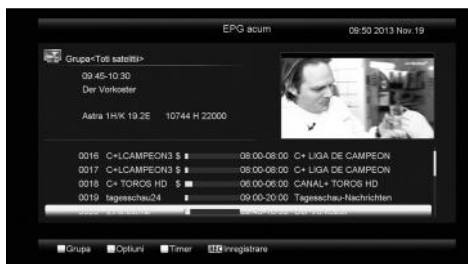 EPG acum 09:50 2013 Nov.19
Grupa<Toti satelitii>
09:45-10:30
Der Vorkoster
Astra 1H/K 19.2E 10744 H 22000
0016 C+LCAMPEON3 $ 08:00-08:00 C+ LIGA DE CAMPEON
0017 C+LCAMPEON3 $ 08:00-08:00 C+ LIGA DE CAMPEON
0018 C+ TOROS HD $ 06:00-06:00 CANAL+ TOROS HD
0019 tagesschau24 09:00-20:00 Tagesschau-Nachrichten
Grupa Optiuni Timer REC Inregistrare